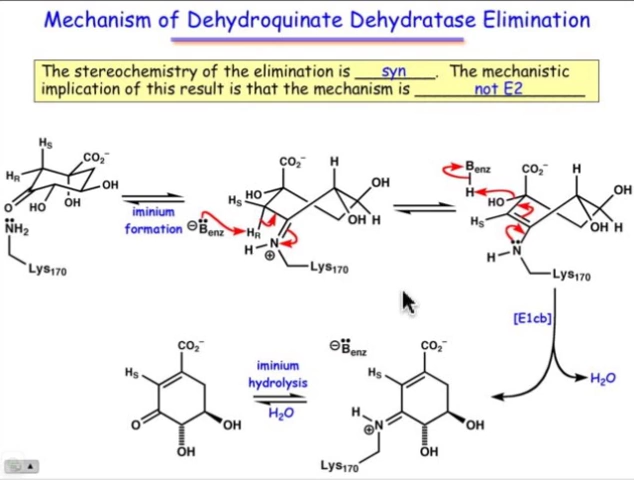 Mechanism of Dehydroquinate Dehydratase Elimination
The stereochemistry of the elimination is syn. The mechanistic
implication of this result is that the mechanism is not E2
Hs
CO2⁻
HR
OH
O
HO
OH
N̈H2
Lys170
iminium
formation
CO2⁻
H
HO
OH
Hs
⊖B̈enz
HR
OH
H
H-N
⊕
Lys170
Benz
H
CO2⁻
H
HO
OH
Hs
OH
H
H-N̈
Lys170
[E1cb]
H2O
CO2⁻
Hs
O
OH
OH
iminium
hydrolysis
H2O
⊖B̈enz
CO2⁻
Hs
H
⊕N
OH
OH
Lys170